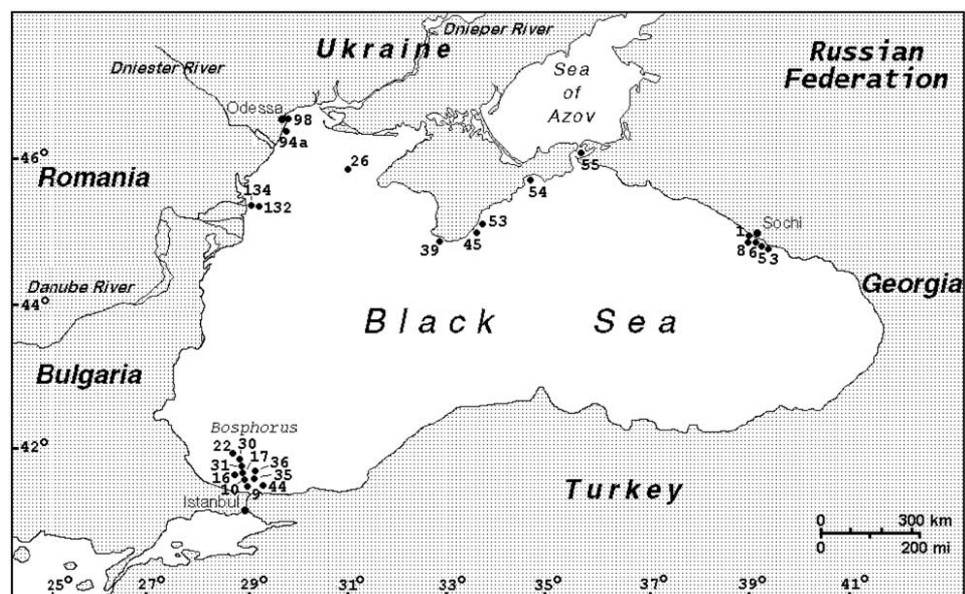 Dnieper River
Ukraine
Russian
Federation
Dniester River
Sea
of
Azov
Odessa
98
94a
46°
26
55
Romania
134
132
54
53
45
39
Sochi
1
8 6 5 3
Georgia
Danube River
44°
Black Sea
Bulgaria
Bosphorus
42°
22 30
17
31 36
16 35
10 9 44
Istanbul
Turkey
0 300 km
0 200 mi
25° 27° 29° 31° 33° 35° 37° 39° 41°